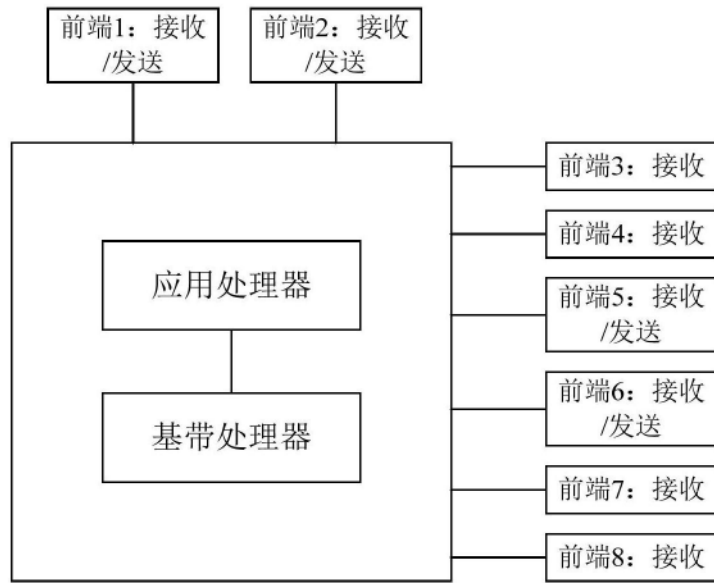 前端1：接收
/发送
前端2：接收
/发送
前端3：接收
前端4：接收
应用处理器
前端5：接收
/发送
前端6：接收
/发送
基带处理器
前端7：接收
前端8：接收